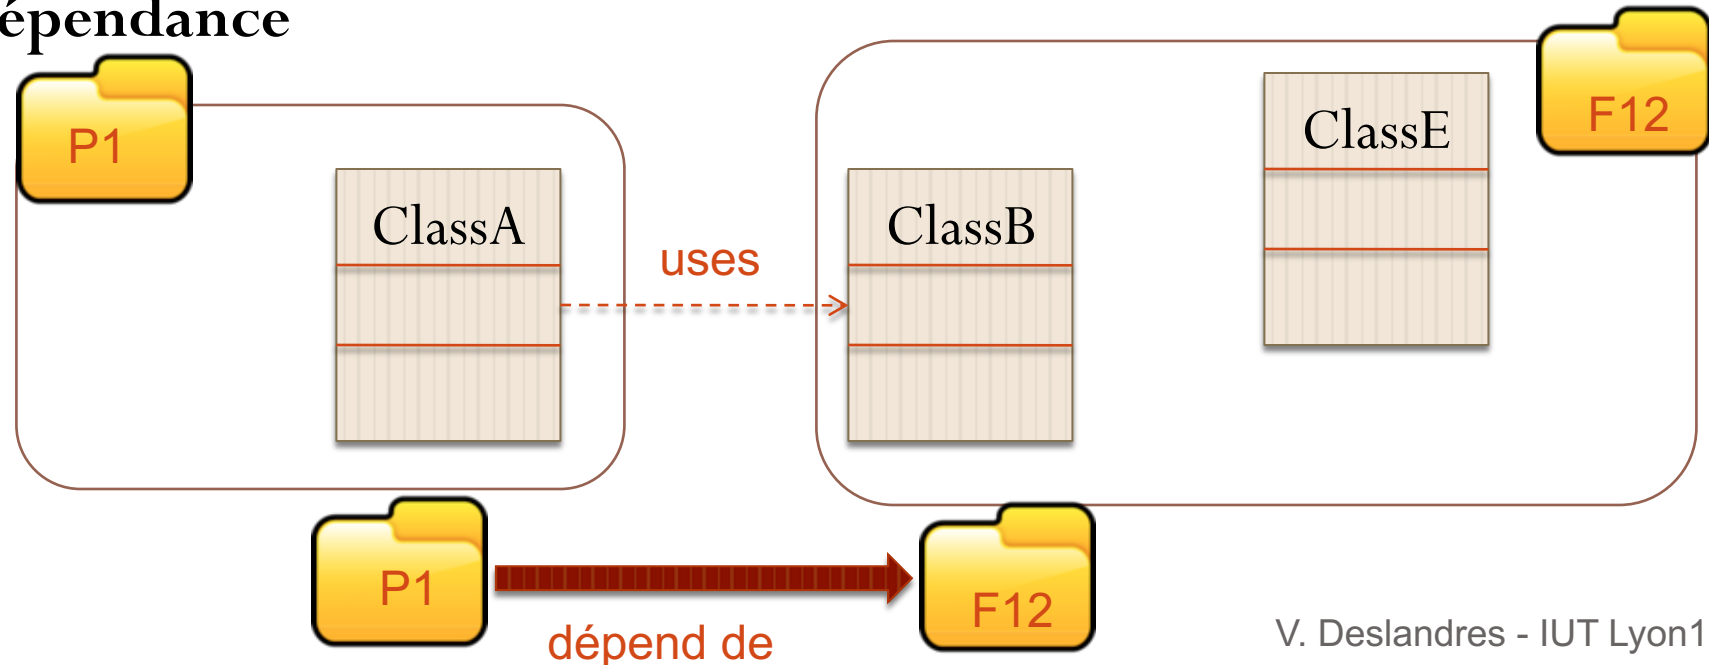 épendance
P1
F12
ClassE
ClassA
ClassB
uses
P1
F12
dépend de
V. Deslandres - IUT Lyon1